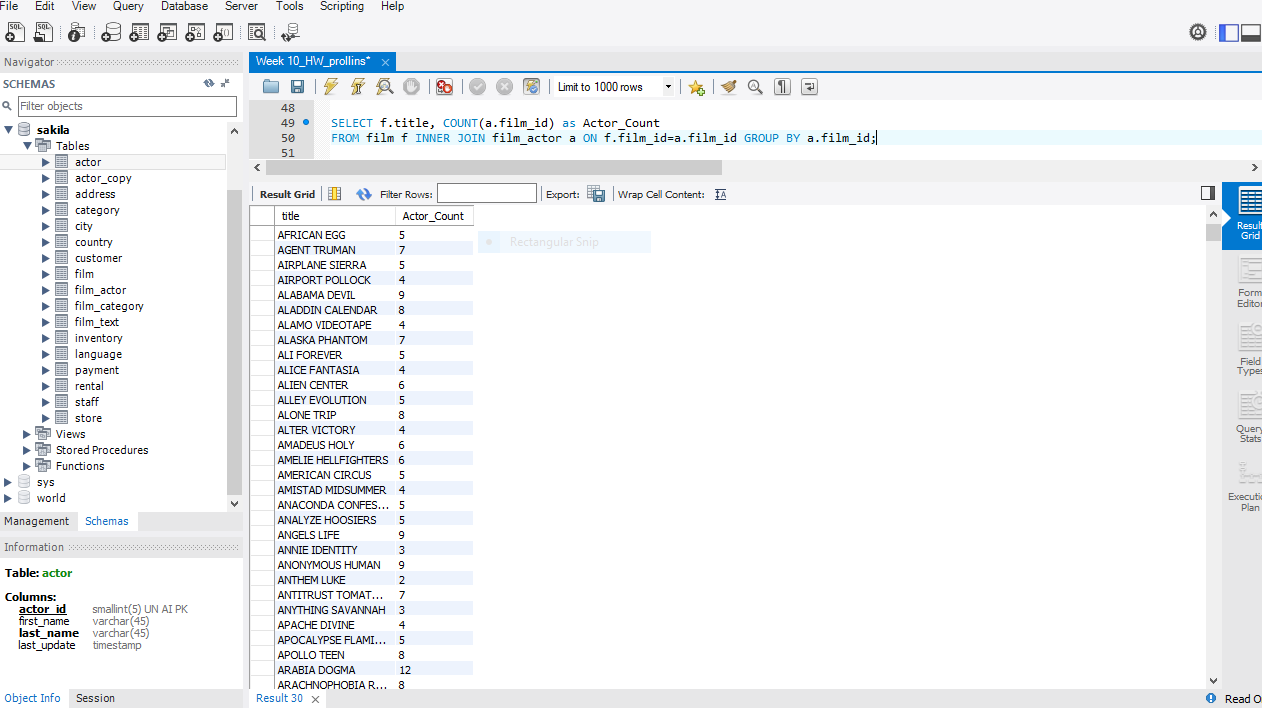 File Edit View Query Database Server Tools Scripting Help
Navigator
SCHEMAS
Filter objects
sakila
Tables
actor
actor_copy
address
category
city
country
customer
film
film_actor
film_category
film_text
inventory
language
payment
rental
staff
store
Views
Stored Procedures
Functions
sys
world
Management Schemas
Information
Table: actor
Columns:
actor_id smallint(5) UN AI PK
first_name varchar(45)
last_name varchar(45)
last_update timestamp
Object Info Session
Week 10_HW_prollins*
Limit to 1000 rows
48
49 SELECT f.title, COUNT(a.film_id) as Actor_Count
50 FROM film f INNER JOIN film_actor a ON f.film_id=a.film_id GROUP BY a.film_id;
51
Result Grid Filter Rows: Export: Wrap Cell Content:
title Actor_Count
AFRICAN EGG 5
AGENT TRUMAN 7
AIRPLANE SIERRA 5
AIRPORT POLLOCK 4
ALABAMA DEVIL 9
ALADDIN CALENDAR 8
ALAMO VIDEOTAPE 4
ALASKA PHANTOM 7
ALI FOREVER 5
ALICE FANTASIA 4
ALIEN CENTER 6
ALLEY EVOLUTION 5
ALONE TRIP 8
ALTER VICTORY 4
AMADEUS HOLY 6
AMELIE HELLFIGHTERS 6
AMERICAN CIRCUS 5
AMISTAD MIDSUMMER 4
ANACONDA CONFES... 5
ANALYZE HOOSIERS 5
ANGELS LIFE 9
ANNIE IDENTITY 3
ANONYMOUS HUMAN 9
ANTHEM LUKE 2
ANTITRUST TOMAT... 7
ANYTHING SAVANNAH 3
APACHE DIVINE 4
APOCALYPSE FLAMI... 5
APOLLO TEEN 8
ARABIA DOGMA 12
ARACHNOPHOBIA R... 8
Rectangular Snip
Result
Grid
Form
Editor
Field
Types
Query
Stats
Execution
Plan
Result 30
Read O